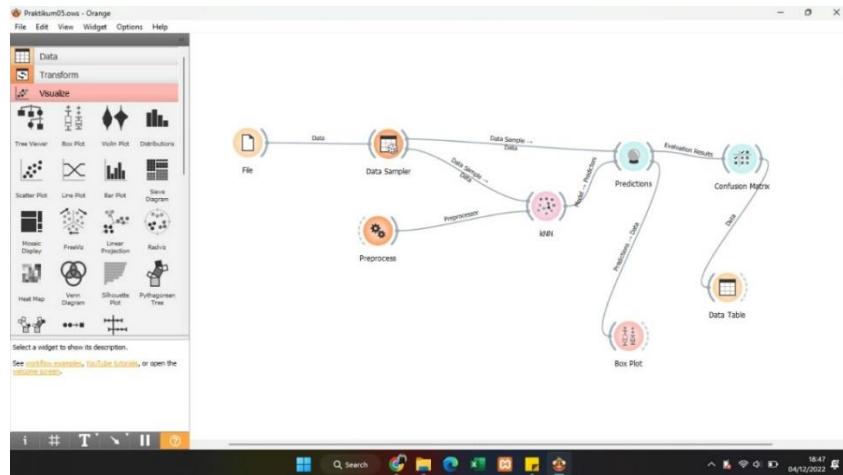 Praktikum05.ows - Orange
File Edit View Widget Options Help
Data
Transform
Visualize
Tree Viewer Box Plot Violin Plot Distributions
Scatter Plot Line Plot Bar Plot Sieve Diagram
Mosaic Display FreeViz Linear Projection Radviz
Heat Map Venn Diagram Silhouette Plot Pythagorean Tree
Select a widget to show its description.
See workflow examples, YouTube tutorials, or open the
welcome screen.
File
Data
Data Sampler
Data Sample →
Data
Data Sample →
Data
Preprocess
Preprocessor
kNN
Model → Predictors
Predictions
Evaluation Results
Confusion Matrix
Predictions → Data
Data
Data Table
Box Plot
Search
18:47
04/12/2022